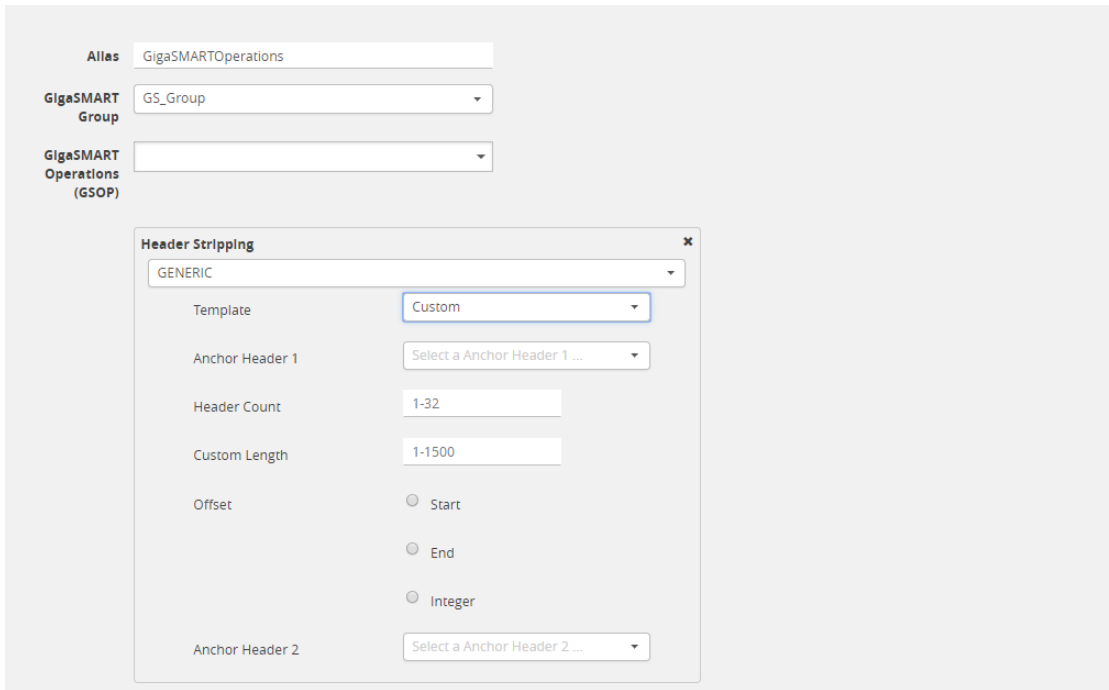 Alias GigaSMARTOperations
GigaSMART Group GS_Group
GigaSMART Operations (GSOP)
Header Stripping ✖
GENERIC
Template Custom
Anchor Header 1 Select a Anchor Header 1 ...
Header Count 1-32
Custom Length 1-1500
Offset Start
End
Integer
Anchor Header 2 Select a Anchor Header 2 ...